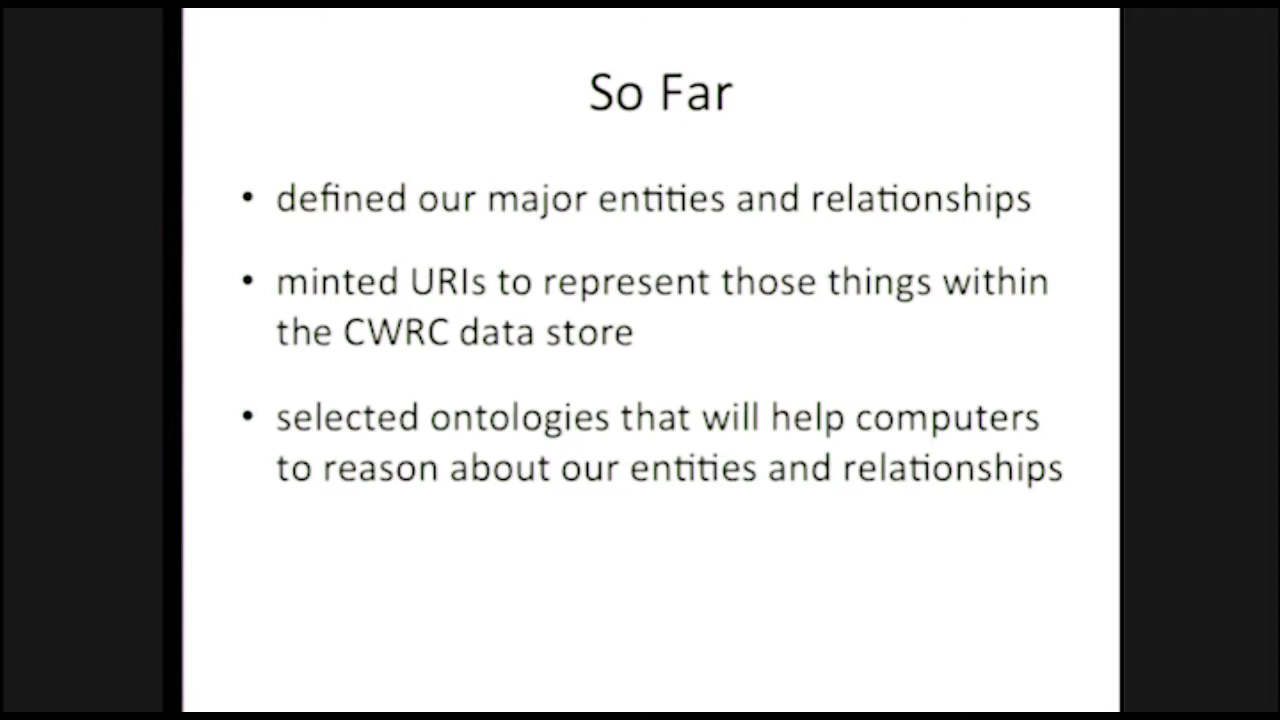 So Far
• defined our major entities and relationships
• minted URIs to represent those things within
the CWRC data store
• selected ontologies that will help computers
to reason about our entities and relationships